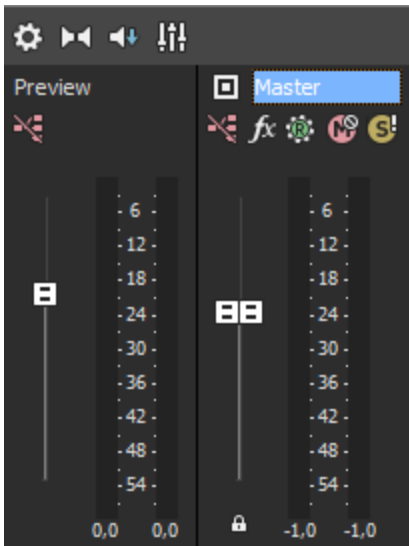 Preview
Master
fx R M S!
- 6 - - 6 -
- 12 - - 12 -
- 18 - - 18 -
- 24 - - 24 -
- 30 - - 30 -
- 36 - - 36 -
- 42 - - 42 -
- 48 - - 48 -
- 54 - - 54 -
0,0 0,0 -1,0 -1,0